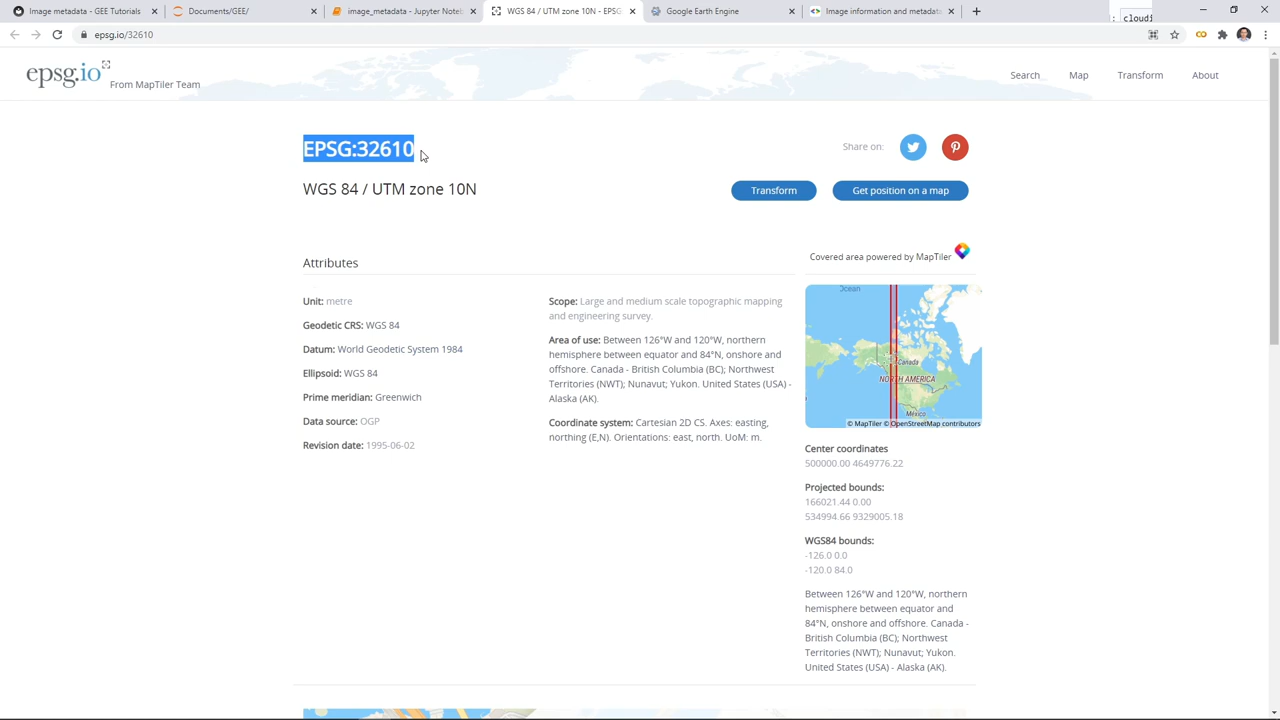 Image metadata - GEE Tutorials
Documents/GEE/
image_metadata - Jupyter Noteb
WGS 84 / UTM zone 10N - EPSG
Google Earth Engine
Image information and metadata
cloud
epsg.io/32610
epsg.io
From MapTiler Team
Search
Map
Transform
About
EPSG:32610
Share on:
WGS 84 / UTM zone 10N
Transform
Get position on a map
Attributes
Covered area powered by MapTiler
Unit: metre
Geodetic CRS: WGS 84
Datum: World Geodetic System 1984
Ellipsoid: WGS 84
Prime meridian: Greenwich
Data source: OGP
Revision date: 1995-06-02
Scope: Large and medium scale topographic mapping
and engineering survey.
Area of use: Between 126°W and 120°W, northern
hemisphere between equator and 84°N, onshore and
offshore. Canada - British Columbia (BC); Northwest
Territories (NWT); Nunavut; Yukon. United States (USA) -
Alaska (AK).
Coordinate system: Cartesian 2D CS. Axes: easting,
northing (E,N). Orientations: east, north. UoM: m.
Ocean
Canada
NORTH AMERICA
México
© MapTiler © OpenStreetMap contributors
Center coordinates
500000.00 4649776.22
Projected bounds:
166021.44 0.00
534994.66 9329005.18
WGS84 bounds:
-126.0 0.0
-120.0 84.0
Between 126°W and 120°W, northern
hemisphere between equator and
84°N, onshore and offshore. Canada -
British Columbia (BC); Northwest
Territories (NWT); Nunavut; Yukon.
United States (USA) - Alaska (AK).